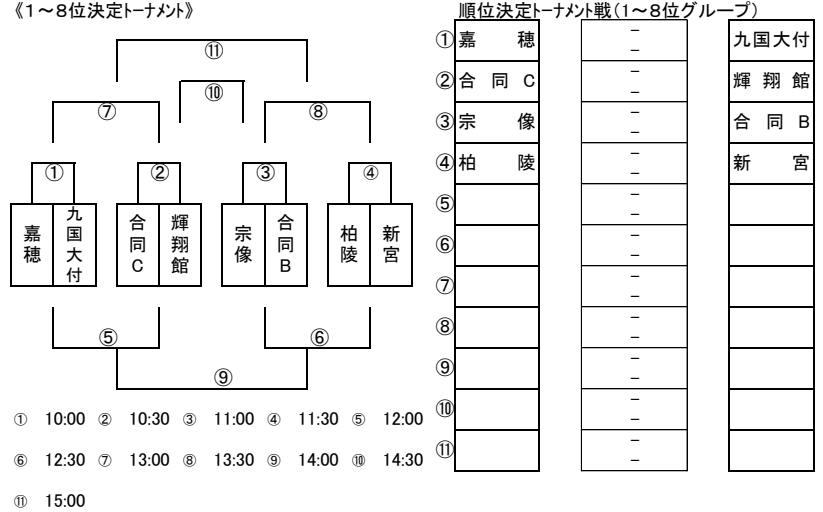 《1～8位決定トーナメント》
⑪
⑩
⑦ ⑧
① ② ③ ④
嘉穂 九国大付 合同C 輝翔館 宗像 合同B 柏陵 新宮
⑤ ⑥
⑨
① 10:00 ② 10:30 ③ 11:00 ④ 11:30 ⑤ 12:00
⑥ 12:30 ⑦ 13:00 ⑧ 13:30 ⑨ 14:00 ⑩ 14:30
⑪ 15:00
順位決定トーナメント戦(1～8位グループ)
① 嘉穂 － － 九国大付
② 合同C － － 輝翔館
③ 宗像 － － 合同B
④ 柏陵 － － 新宮
⑤ － －
⑥ － －
⑦ － －
⑧ － －
⑨ － －
⑩ － －
⑪ － －